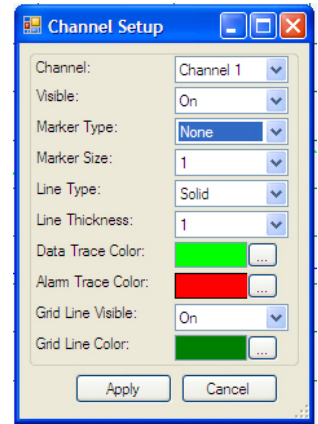 Channel Setup
Channel: Channel 1
Visible: On
Marker Type: None
Marker Size: 1
Line Type: Solid
Line Thickness: 1
Data Trace Color: ...
Alarm Trace Color: ...
Grid Line Visible: On
Grid Line Color: ...
Apply Cancel